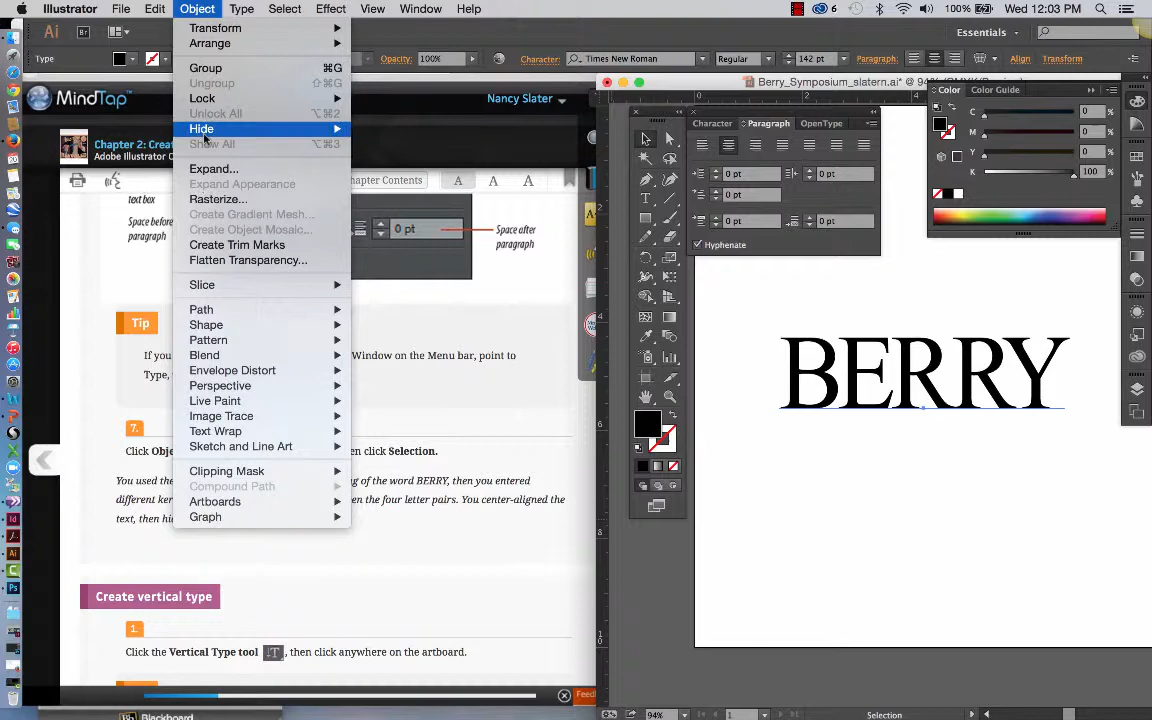 Illustrator File Edit Object Type Select Effect View Window Help
6 100% Wed 12:03 PM
Ai Br Essentials
Type Opacity: 100% Character: Times New Roman Regular 142 pt Paragraph: Align Transform
Berry_Symposium_slatern.ai* @ 94%
MindTap Nancy Slater
Chapter 2: Crea
Adobe Illustrator C
Chapter Contents A A A
text box
Space before
paragraph
0 pt
Space after
paragraph
Tip
If you Window on the Menu bar, point to
Type,
7.
Click Obje then click Selection.
You used the g of the word BERRY, then you entered
different ker en the four letter pairs. You center-aligned the
text, then hi
Create vertical type
1.
Click the Vertical Type tool T , then click anywhere on the artboard.
Feed
Blackboard
Transform
Arrange
Group ⌘G
Ungroup ⇧⌘G
Lock
Unlock All ⌥⌘2
Hide
Show All ⌥⌘3
Expand...
Expand Appearance
Rasterize...
Create Gradient Mesh...
Create Object Mosaic...
Create Trim Marks
Flatten Transparency...
Slice
Path
Shape
Pattern
Blend
Envelope Distort
Perspective
Live Paint
Image Trace
Text Wrap
Sketch and Line Art
Clipping Mask
Compound Path
Artboards
Graph
Character Paragraph OpenType
0 pt 0 pt
0 pt
0 pt 0 pt
Hyphenate
Color Color Guide
C 0 %
M 0 %
Y 0 %
K 100 %
BERRY
94% 1 Selection